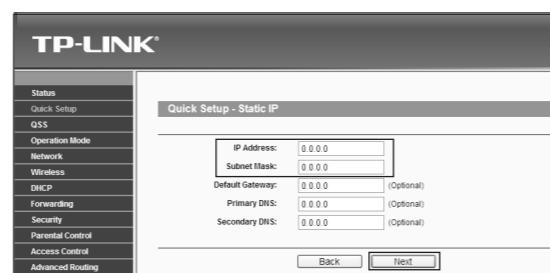 TP-LINK®
Status
Quick Setup
QSS
Operation Mode
Network
Wireless
DHCP
Forwarding
Security
Parental Control
Access Control
Advanced Routing
Quick Setup - Static IP
IP Address: 0.0.0.0
Subnet Mask: 0.0.0.0
Default Gateway: 0.0.0.0 (Optional)
Primary DNS: 0.0.0.0 (Optional)
Secondary DNS: 0.0.0.0 (Optional)
Back Next